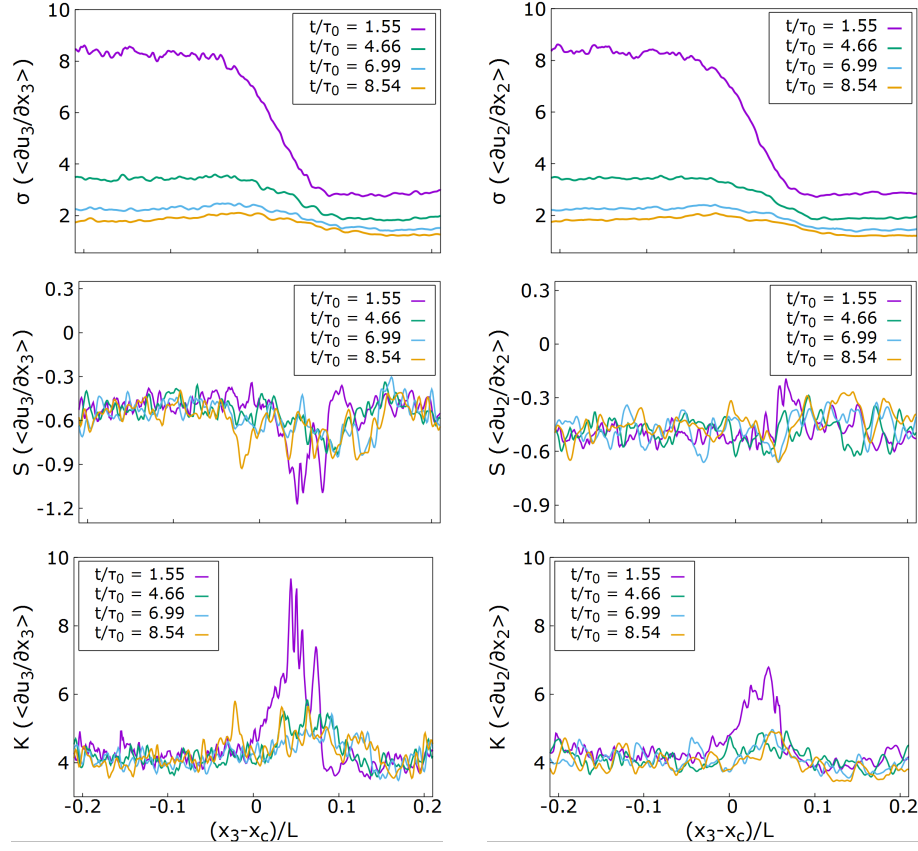 σ ( <∂u₃/∂x₃> )
10
8
6
4
2
t/τ₀ = 1.55
t/τ₀ = 4.66
t/τ₀ = 6.99
t/τ₀ = 8.54
σ ( <∂u₂/∂x₂> )
10
8
6
4
2
t/τ₀ = 1.55
t/τ₀ = 4.66
t/τ₀ = 6.99
t/τ₀ = 8.54
S ( <∂u₃/∂x₃> )
0.3
0
-0.3
-0.6
-0.9
-1.2
t/τ₀ = 1.55
t/τ₀ = 4.66
t/τ₀ = 6.99
t/τ₀ = 8.54
S ( <∂u₂/∂x₂> )
0.3
0
-0.3
-0.6
-0.9
t/τ₀ = 1.55
t/τ₀ = 4.66
t/τ₀ = 6.99
t/τ₀ = 8.54
K ( <∂u₃/∂x₃> )
10
8
6
4
t/τ₀ = 1.55
t/τ₀ = 4.66
t/τ₀ = 6.99
t/τ₀ = 8.54
-0.2 -0.1 0 0.1 0.2
(x₃-x_c)/L
K ( <∂u₂/∂x₂> )
10
8
6
4
t/τ₀ = 1.55
t/τ₀ = 4.66
t/τ₀ = 6.99
t/τ₀ = 8.54
-0.2 -0.1 0 0.1 0.2
(x₃-x_c)/L